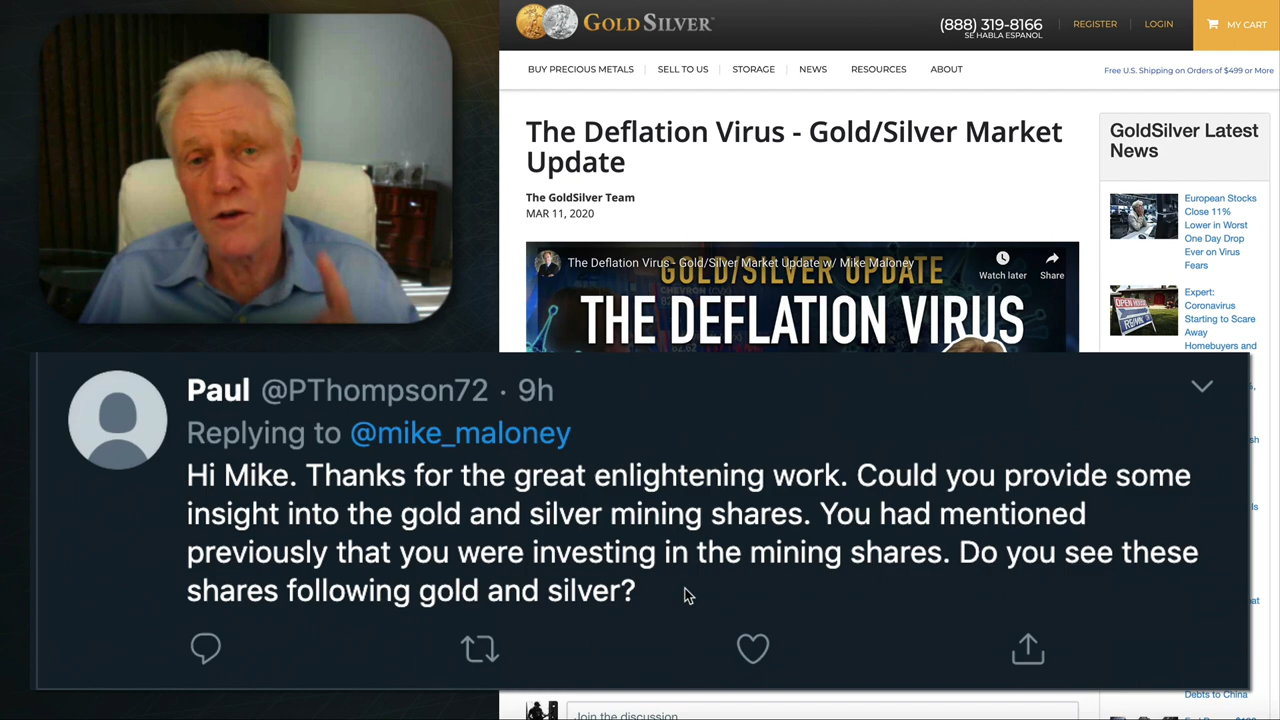 GOLDSILVER
(888) 319-8166
SE HABLA ESPANOL
REGISTER
LOGIN
MY CART
BUY PRECIOUS METALS
SELL TO US
STORAGE
NEWS
RESOURCES
ABOUT
Free U.S. Shipping on Orders of $499 or More
The Deflation Virus - Gold/Silver Market
Update
The GoldSilver Team
MAR 11, 2020
The Deflation Virus - Gold/Silver Market Update w/ Mike Maloney
Watch later
Share
GOLD/SILVER UPDATE
THE DEFLATION VIRUS
GoldSilver Latest
News
European Stocks
Close 11%
Lower in Worst
One Day Drop
Ever on Virus
Fears
OPEN HOUSE
Expert:
Coronavirus
Starting to Scare
Away
Homebuyers and
Paul @PThompson72 · 9h
Replying to @mike_maloney
Hi Mike. Thanks for the great enlightening work. Could you provide some
insight into the gold and silver mining shares. You had mentioned
previously that you were investing in the mining shares. Do you see these
shares following gold and silver?
Debts to China
Join the discussion